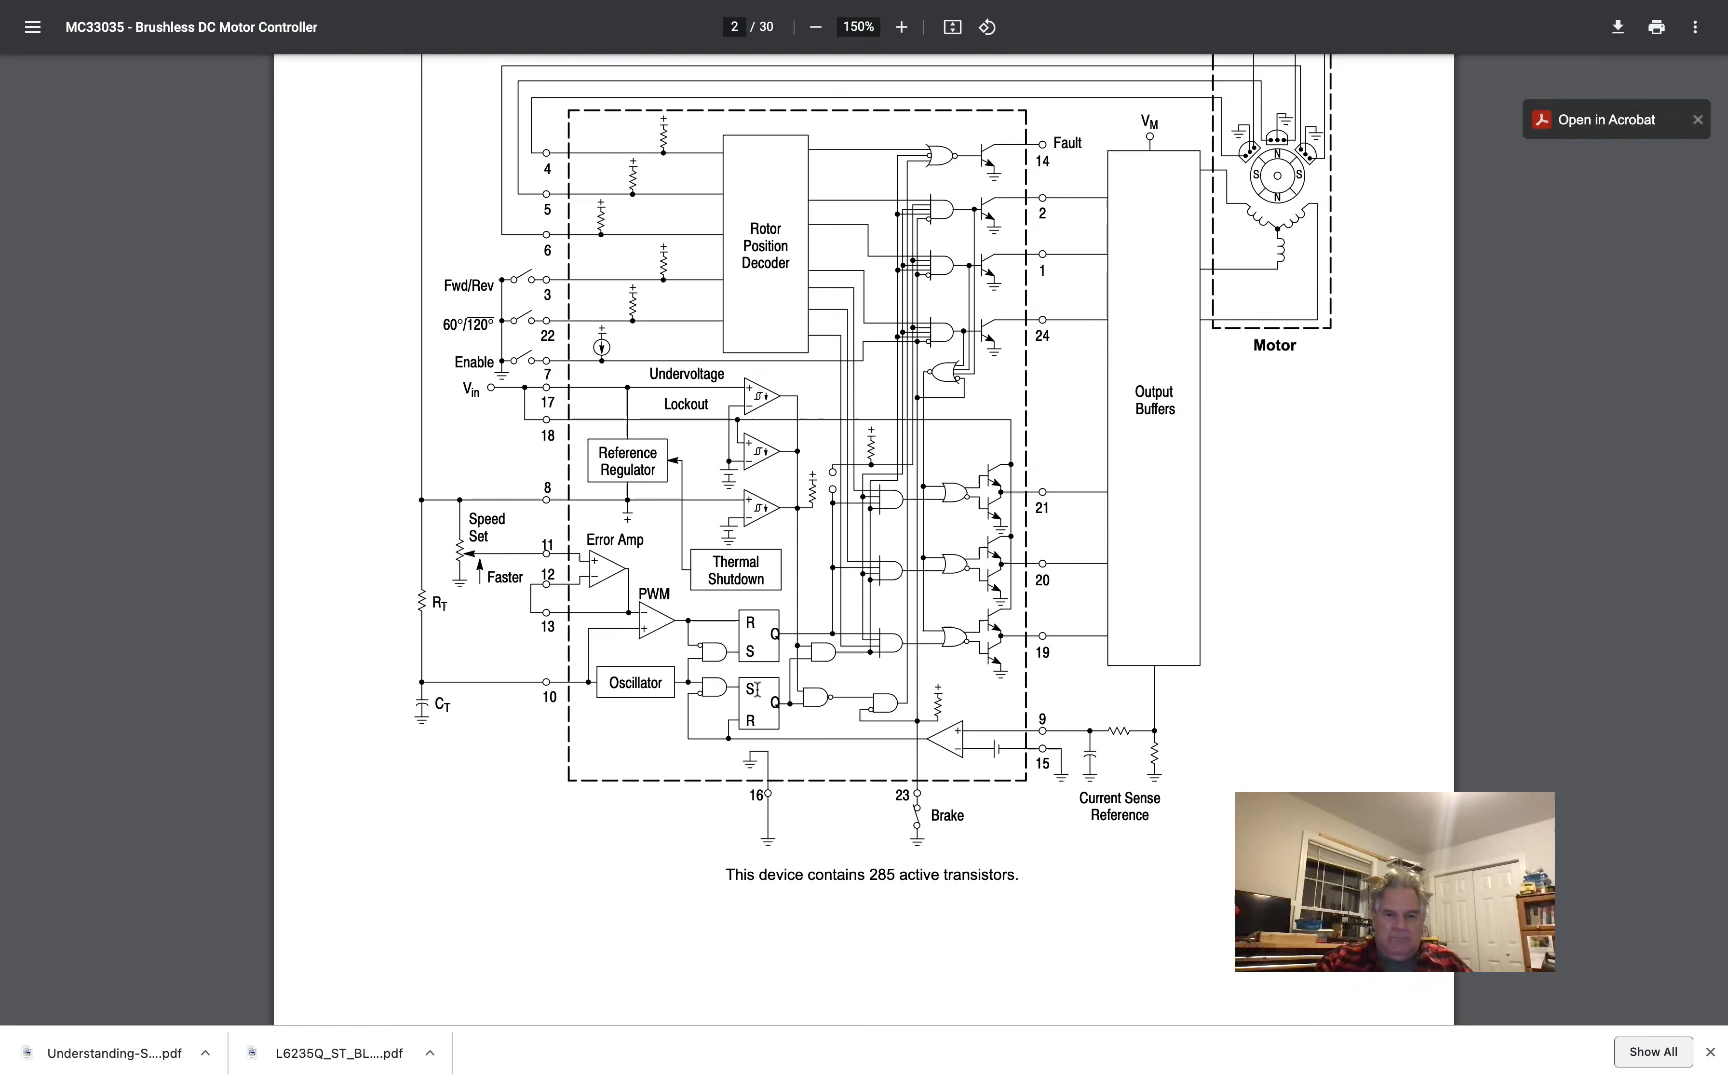 MC33035 - Brushless DC Motor Controller
2 / 30
150%
Open in Acrobat
VM
Fault
14
4
2
5
Rotor
Position
Decoder
6
1
Fwd/Rev
3
60°/120°
22
24
Enable
7
Motor
Vin
17
Undervoltage
Lockout
18
Output
Buffers
Reference
Regulator
8
21
Speed
Set
11
Error Amp
Faster
12
Thermal
Shutdown
20
RT
13
PWM
R
Q
S
19
10
Oscillator
S
Q
R
CT
9
15
16
23
Brake
Current Sense
Reference
N
S
S
N
This device contains 285 active transistors.
Understanding-S....pdf
L6235Q_ST_BL....pdf
Show All